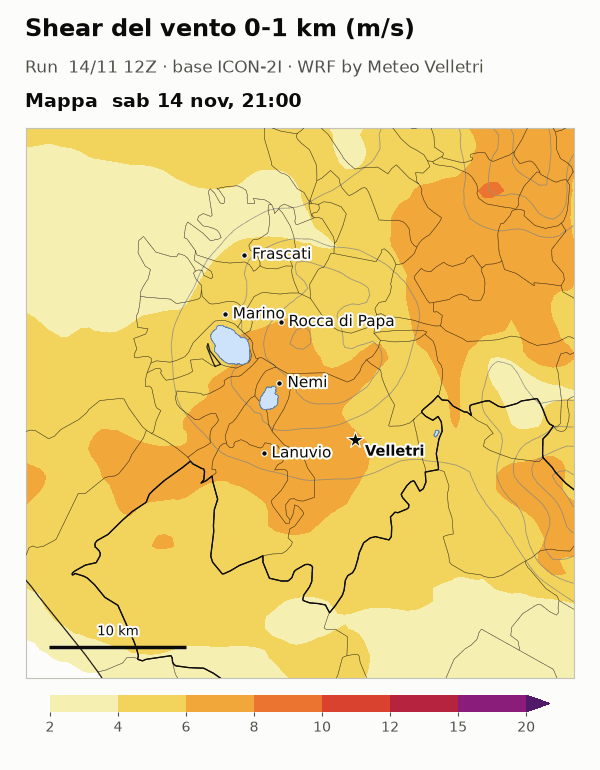 Shear del vento 0-1 km (m/s)
Run 14/11 12Z · base ICON-2I · WRF by Meteo Velletri
Mappa sab 14 nov, 21:00
Frascati
Marino
Rocca di Papa
Nemi
Velletri
Lanuvio
10 km
2 4 6 8 10 12 15 20